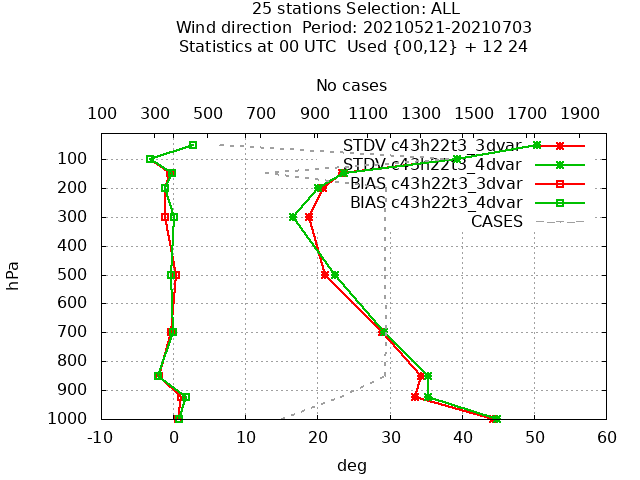 25 stations Selection: ALL
Wind direction  Period: 20210521-20210703
Statistics at 00 UTC  Used {00,12} + 12 24
No cases
100 300 500 700 900 1100 1300 1500 1700 1900
STDV c43h22t3_3dvar
STDV c43h22t3_4dvar
BIAS c43h22t3_3dvar
BIAS c43h22t3_4dvar
CASES
hPa
100
200
300
400
500
600
700
800
900
1000
-10 0 10 20 30 40 50 60
deg